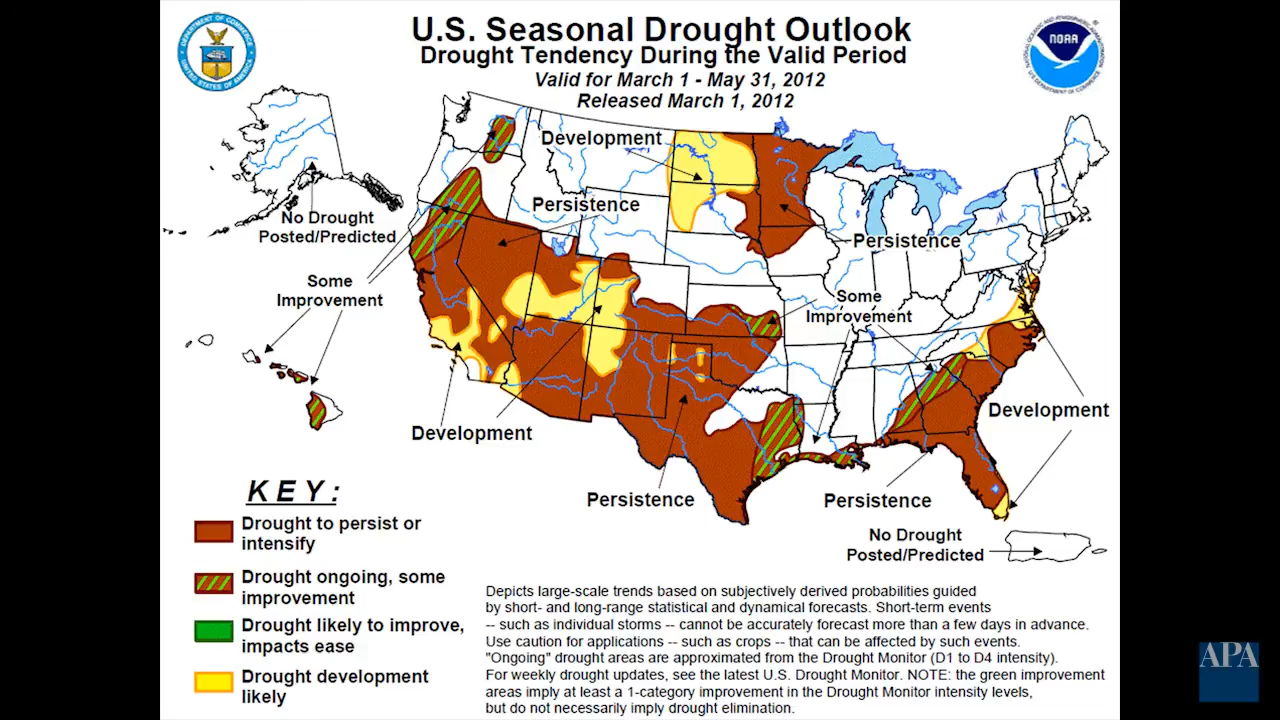 U.S. Seasonal Drought Outlook
Drought Tendency During the Valid Period
Valid for March 1 - May 31, 2012
Released March 1, 2012
DEPARTMENT OF COMMERCE
UNITED STATES OF AMERICA
NOAA
Development
No Drought
Posted/Predicted
Persistence
Persistence
Some
Improvement
Some
Improvement
Development
Development
Persistence
Persistence
No Drought
Posted/Predicted
KEY:
Drought to persist or
intensify
Drought ongoing, some
improvement
Drought likely to improve,
impacts ease
Drought development
likely
Depicts large-scale trends based on subjectively derived probabilities guided
by short- and long-range statistical and dynamical forecasts. Short-term events
-- such as individual storms -- cannot be accurately forecast more than a few days in advance.
Use caution for applications -- such as crops -- that can be affected by such events.
"Ongoing" drought areas are approximated from the Drought Monitor (D1 to D4 intensity).
For weekly drought updates, see the latest U.S. Drought Monitor. NOTE: the green improvement
areas imply at least a 1-category improvement in the Drought Monitor intensity levels,
but do not necessarily imply drought elimination.
APA